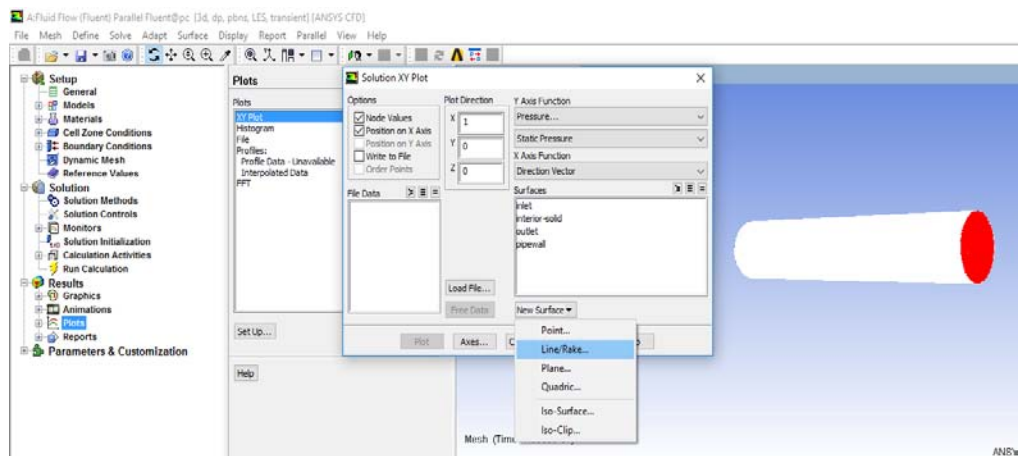 A:Fluid Flow (Fluent) Parallel Fluent@pc [3d, dp, pbns, LES, transient] [ANSYS CFD]
File Mesh Define Solve Adapt Surface Display Report Parallel View Help
Setup
General
Models
Materials
Cell Zone Conditions
Boundary Conditions
Dynamic Mesh
Reference Values
Solution
Solution Methods
Solution Controls
Monitors
Solution Initialization
Calculation Activities
Run Calculation
Results
Graphics
Animations
Plots
Reports
Parameters & Customization
Plots
Plots
XY Plot
Histogram
File
Profiles:
Profile Data - Unavailable
Interpolated Data
FFT
Set Up...
Help
Solution XY Plot
Options
Node Values
Position on X Axis
Position on Y Axis
Write to File
Order Points
Plot Direction
X 1
Y 0
Z 0
Y Axis Function
Pressure...
Static Pressure
X Axis Function
Direction Vector
File Data
Surfaces
inlet
interior-solid
outlet
pipewall
Load File...
Free Data
New Surface
Plot
Axes...
Point...
Line/Rake...
Plane...
Quadric...
Iso-Surface...
Iso-Clip...
Mesh (Time